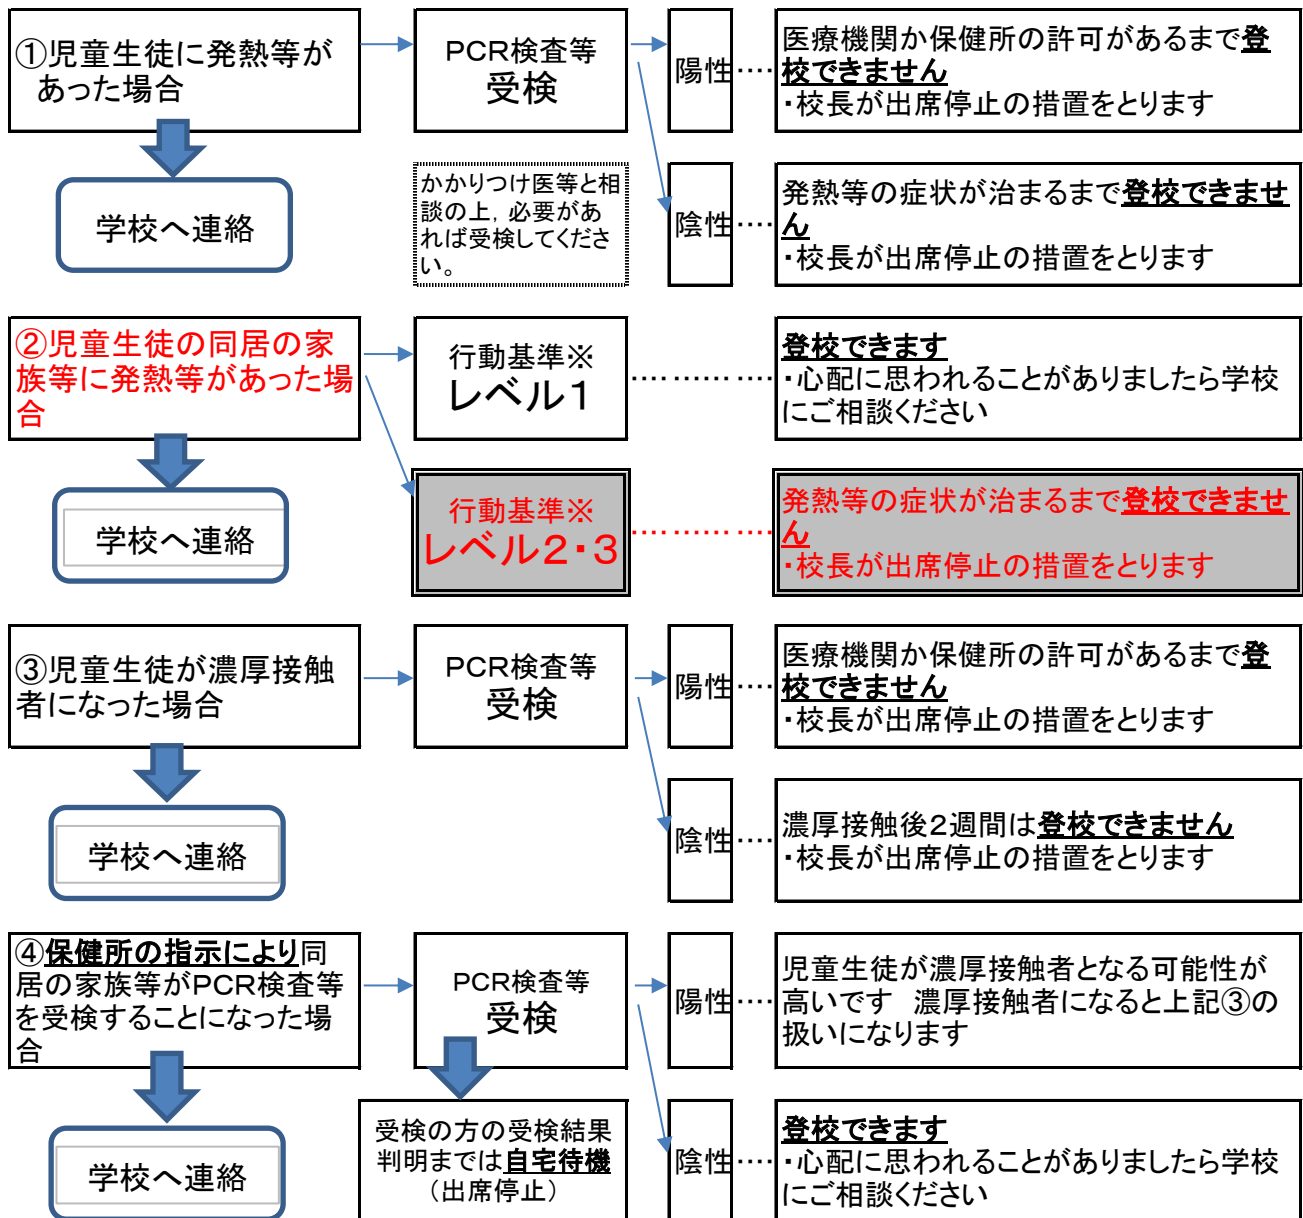 ①児童生徒に発熱等が
あった場合
学校へ連絡
PCR検査等
受検
かかりつけ医等と相
談の上，必要があ
れば受検してくださ
い。
陽性‥‥
医療機関か保健所の許可があるまで登
校できません
・校長が出席停止の措置をとります
陰性‥‥
発熱等の症状が治まるまで登校できませ
ん
・校長が出席停止の措置をとります
②児童生徒の同居の家
族等に発熱等があった場
合
学校へ連絡
行動基準※
レベル1
登校できます
・心配に思われることがありましたら学校
にご相談ください
行動基準※
レベル2・3
発熱等の症状が治まるまで登校できませ
ん
・校長が出席停止の措置をとります
③児童生徒が濃厚接触
者になった場合
学校へ連絡
PCR検査等
受検
陽性‥‥
医療機関か保健所の許可があるまで登
校できません
・校長が出席停止の措置をとります
陰性‥‥
濃厚接触後2週間は登校できません
・校長が出席停止の措置をとります
④保健所の指示により同
居の家族等がPCR検査等
を受検することになった場
合
学校へ連絡
PCR検査等
受検
受検の方の受検結果
判明までは自宅待機
（出席停止）
陽性‥‥
児童生徒が濃厚接触者となる可能性が
高いです　濃厚接触者になると上記③の
扱いになります
陰性‥‥
登校できます
・心配に思われることがありましたら学校
にご相談ください